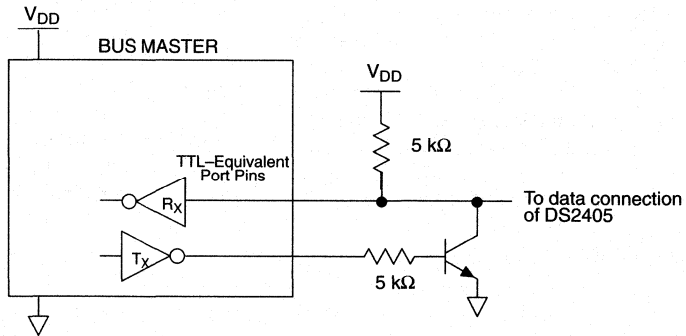 VDD
BUS MASTER
VDD
5 kΩ
TTL–Equivalent
Port Pins
RX
To data connection
of DS2405
TX
5 kΩ